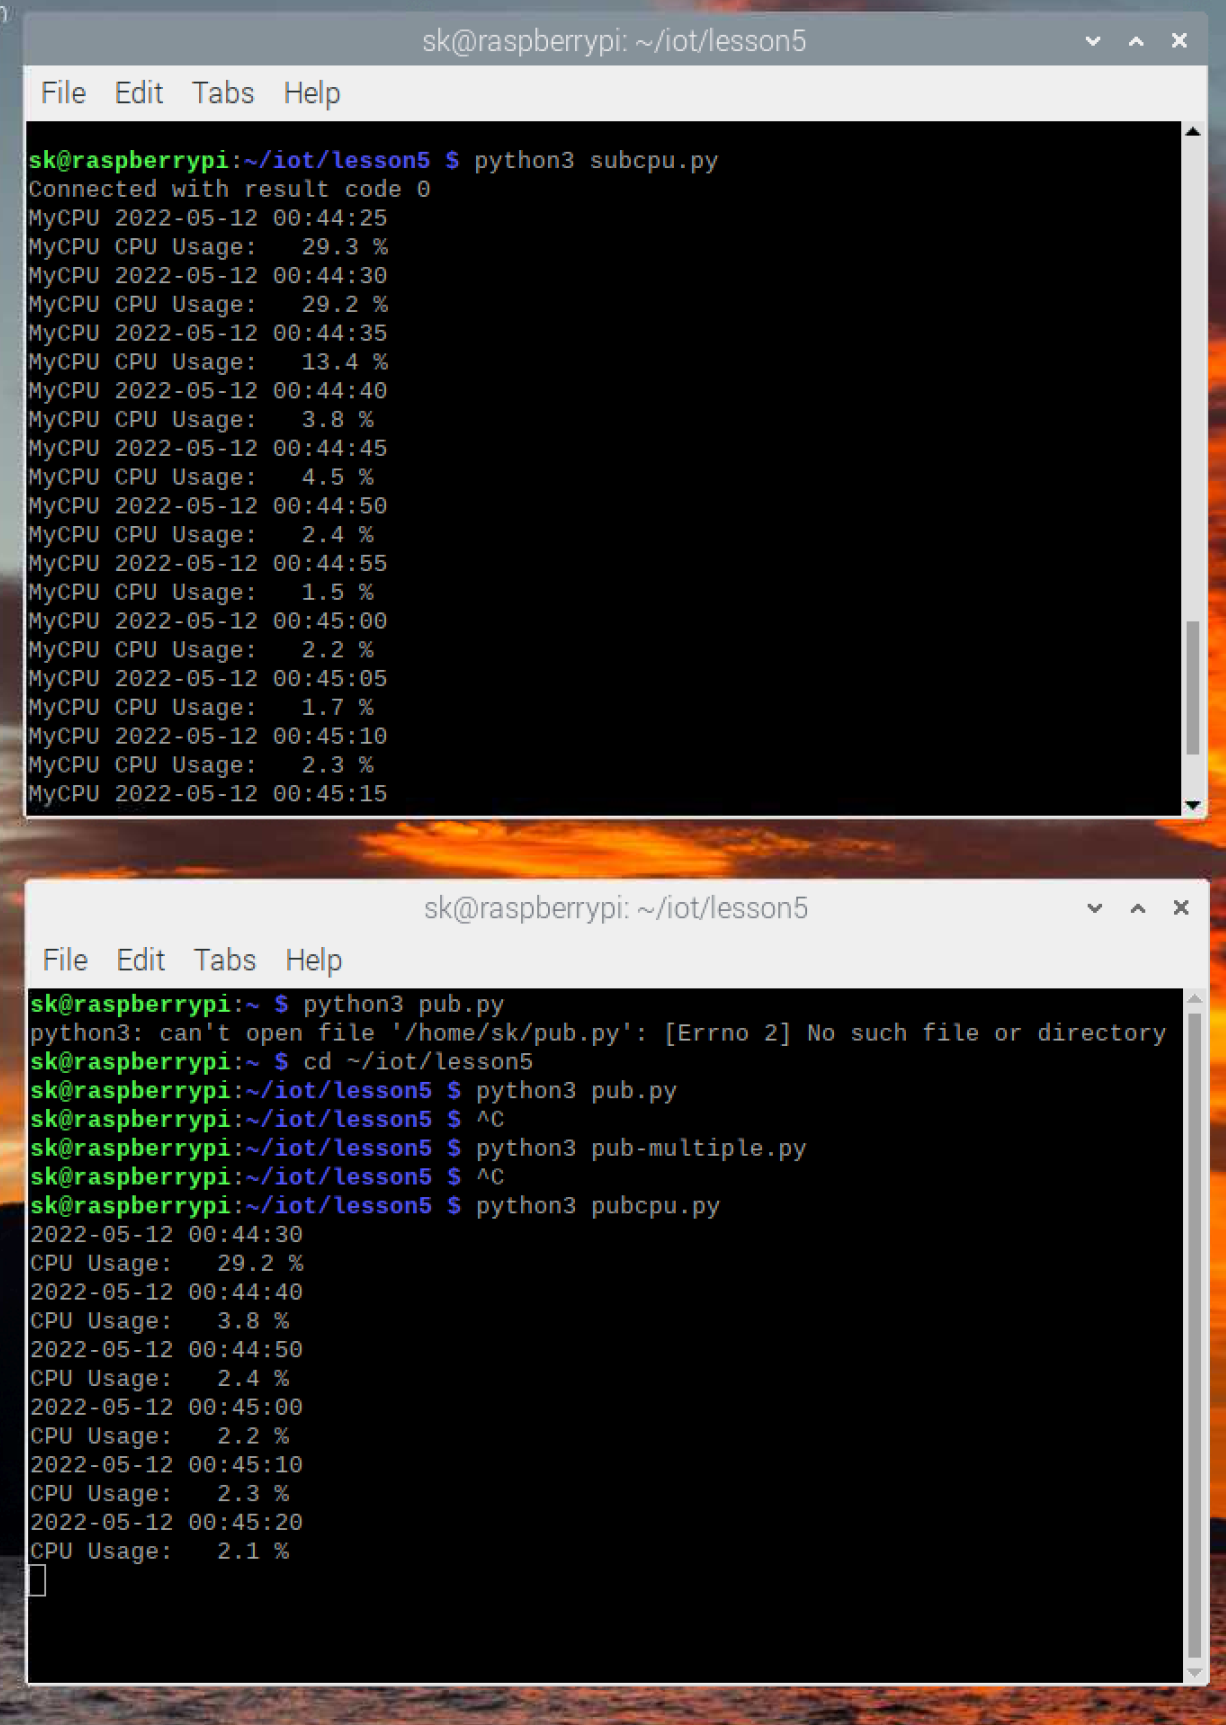 sk@raspberrypi: ~/iot/lesson5
File Edit Tabs Help
sk@raspberrypi:~/iot/lesson5 $ python3 subcpu.py
Connected with result code 0
MyCPU 2022-05-12 00:44:25
MyCPU CPU Usage:   29.3 %
MyCPU 2022-05-12 00:44:30
MyCPU CPU Usage:   29.2 %
MyCPU 2022-05-12 00:44:35
MyCPU CPU Usage:   13.4 %
MyCPU 2022-05-12 00:44:40
MyCPU CPU Usage:   3.8 %
MyCPU 2022-05-12 00:44:45
MyCPU CPU Usage:   4.5 %
MyCPU 2022-05-12 00:44:50
MyCPU CPU Usage:   2.4 %
MyCPU 2022-05-12 00:44:55
MyCPU CPU Usage:   1.5 %
MyCPU 2022-05-12 00:45:00
MyCPU CPU Usage:   2.2 %
MyCPU 2022-05-12 00:45:05
MyCPU CPU Usage:   1.7 %
MyCPU 2022-05-12 00:45:10
MyCPU CPU Usage:   2.3 %
MyCPU 2022-05-12 00:45:15
sk@raspberrypi: ~/iot/lesson5
File Edit Tabs Help
sk@raspberrypi:~ $ python3 pub.py
python3: can't open file '/home/sk/pub.py': [Errno 2] No such file or directory
sk@raspberrypi:~ $ cd ~/iot/lesson5
sk@raspberrypi:~/iot/lesson5 $ python3 pub.py
sk@raspberrypi:~/iot/lesson5 $ ^C
sk@raspberrypi:~/iot/lesson5 $ python3 pub-multiple.py
sk@raspberrypi:~/iot/lesson5 $ ^C
sk@raspberrypi:~/iot/lesson5 $ python3 pubcpu.py
2022-05-12 00:44:30
CPU Usage:   29.2 %
2022-05-12 00:44:40
CPU Usage:   3.8 %
2022-05-12 00:44:50
CPU Usage:   2.4 %
2022-05-12 00:45:00
CPU Usage:   2.2 %
2022-05-12 00:45:10
CPU Usage:   2.3 %
2022-05-12 00:45:20
CPU Usage:   2.1 %